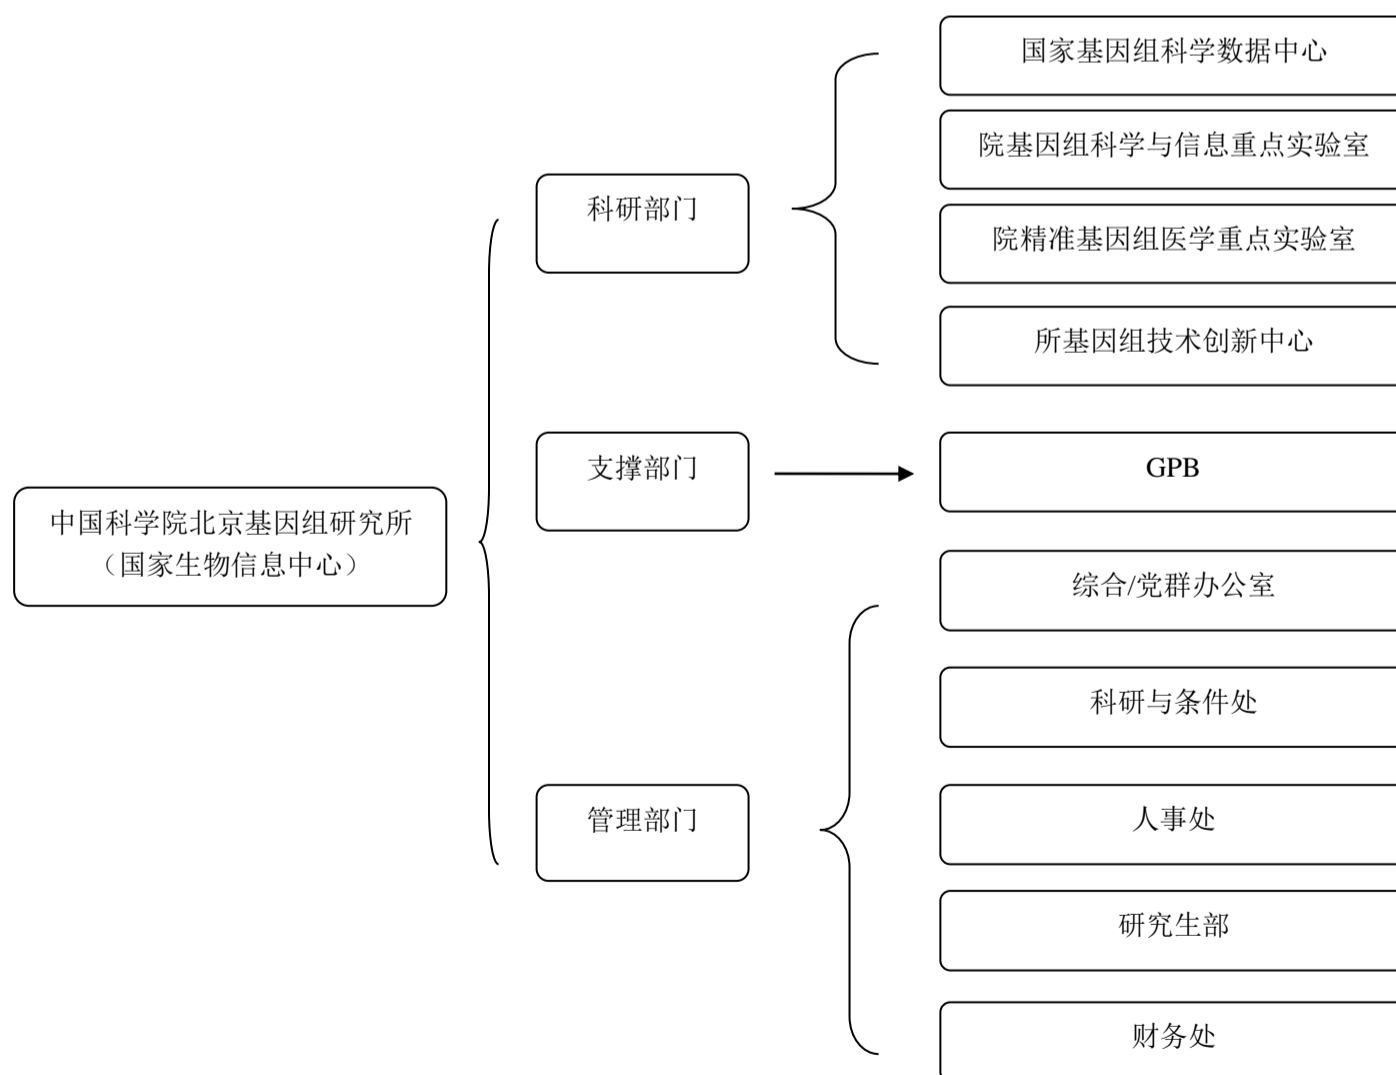 国家基因组科学数据中心
院基因组科学与信息重点实验室
科研部门
院精准基因组医学重点实验室
所基因组技术创新中心
支撑部门
GPB
中国科学院北京基因组研究所
（国家生物信息中心）
综合/党群办公室
科研与条件处
管理部门
人事处
研究生部
财务处